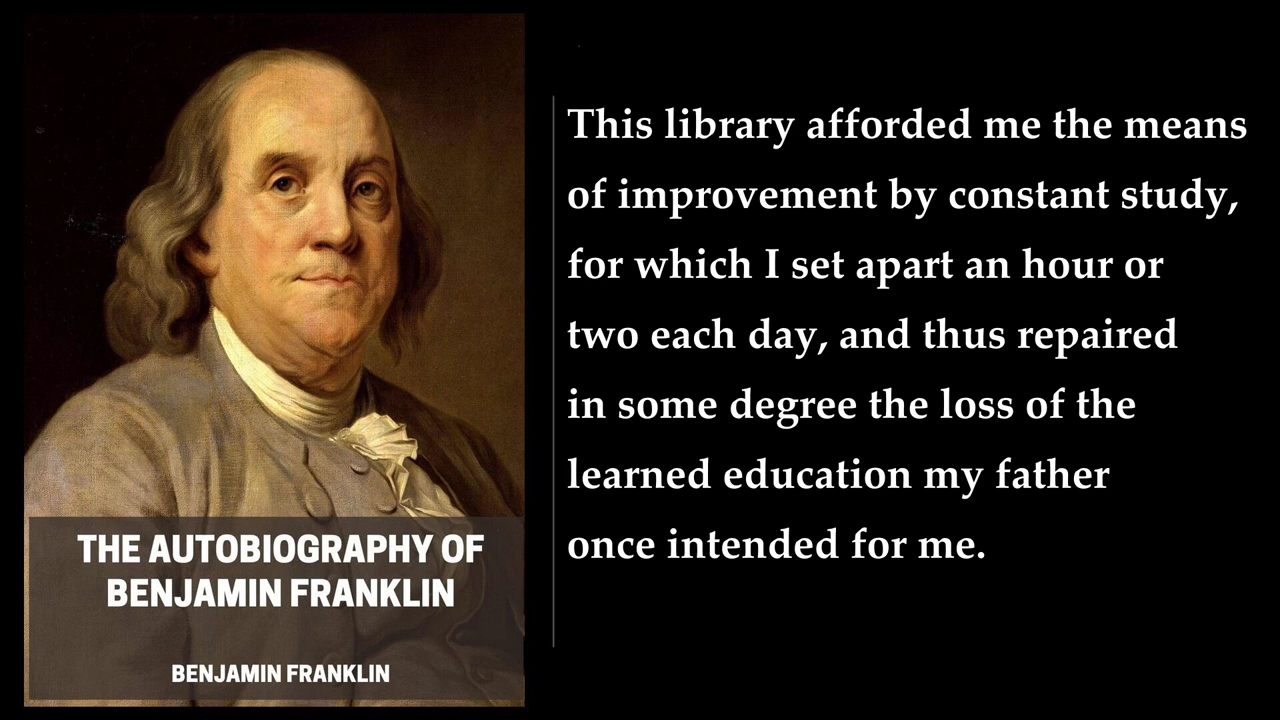 THE AUTOBIOGRAPHY OF
BENJAMIN FRANKLIN
BENJAMIN FRANKLIN
This library afforded me the means
of improvement by constant study,
for which I set apart an hour or
two each day, and thus repaired
in some degree the loss of the
learned education my father
once intended for me.